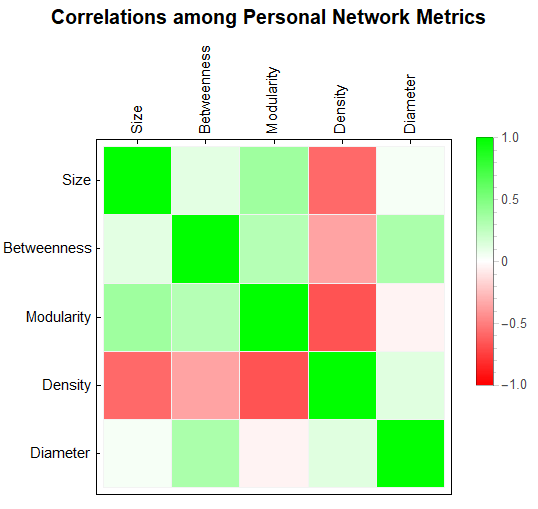 Correlations among Personal Network Metrics
Size
Betweenness
Modularity
Density
Diameter
Size
Betweenness
Modularity
Density
Diameter
1.0
0.5
0
−0.5
−1.0